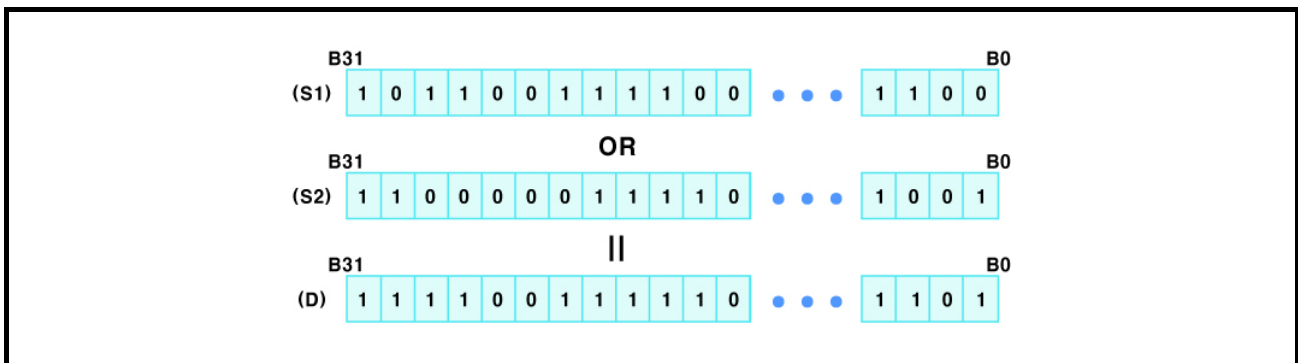 B31 B0
(S1) 1 0 1 1 0 0 1 1 1 1 0 0 ● ● ● 1 1 0 0
OR
B31 B0
(S2) 1 1 0 0 0 0 0 1 1 1 1 0 ● ● ● 1 0 0 1
||
B31 B0
(D) 1 1 1 1 0 0 1 1 1 1 1 0 ● ● ● 1 1 0 1